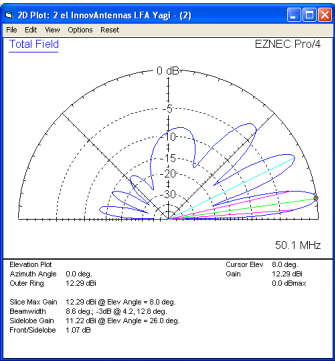 2D Plot: 2 el InnovAntennas LFA Yagi - (2)
File Edit View Options Reset
Total Field
EZNEC Pro/4
0 dB
-5
-10
-15
-20
-30
50.1 MHz
Elevation Plot
Azimuth Angle 0.0 deg.
Outer Ring 12.29 dBi
Cursor Elev 8.0 deg.
Gain 12.29 dBi
0.0 dBmax
Slice Max Gain 12.29 dBi @ Elev Angle = 8.0 deg.
Beamwidth 8.6 deg.; -3dB @ 4.2, 12.8 deg.
Sidelobe Gain 11.22 dBi @ Elev Angle = 26.0 deg.
Front/Sidelobe 1.07 dB